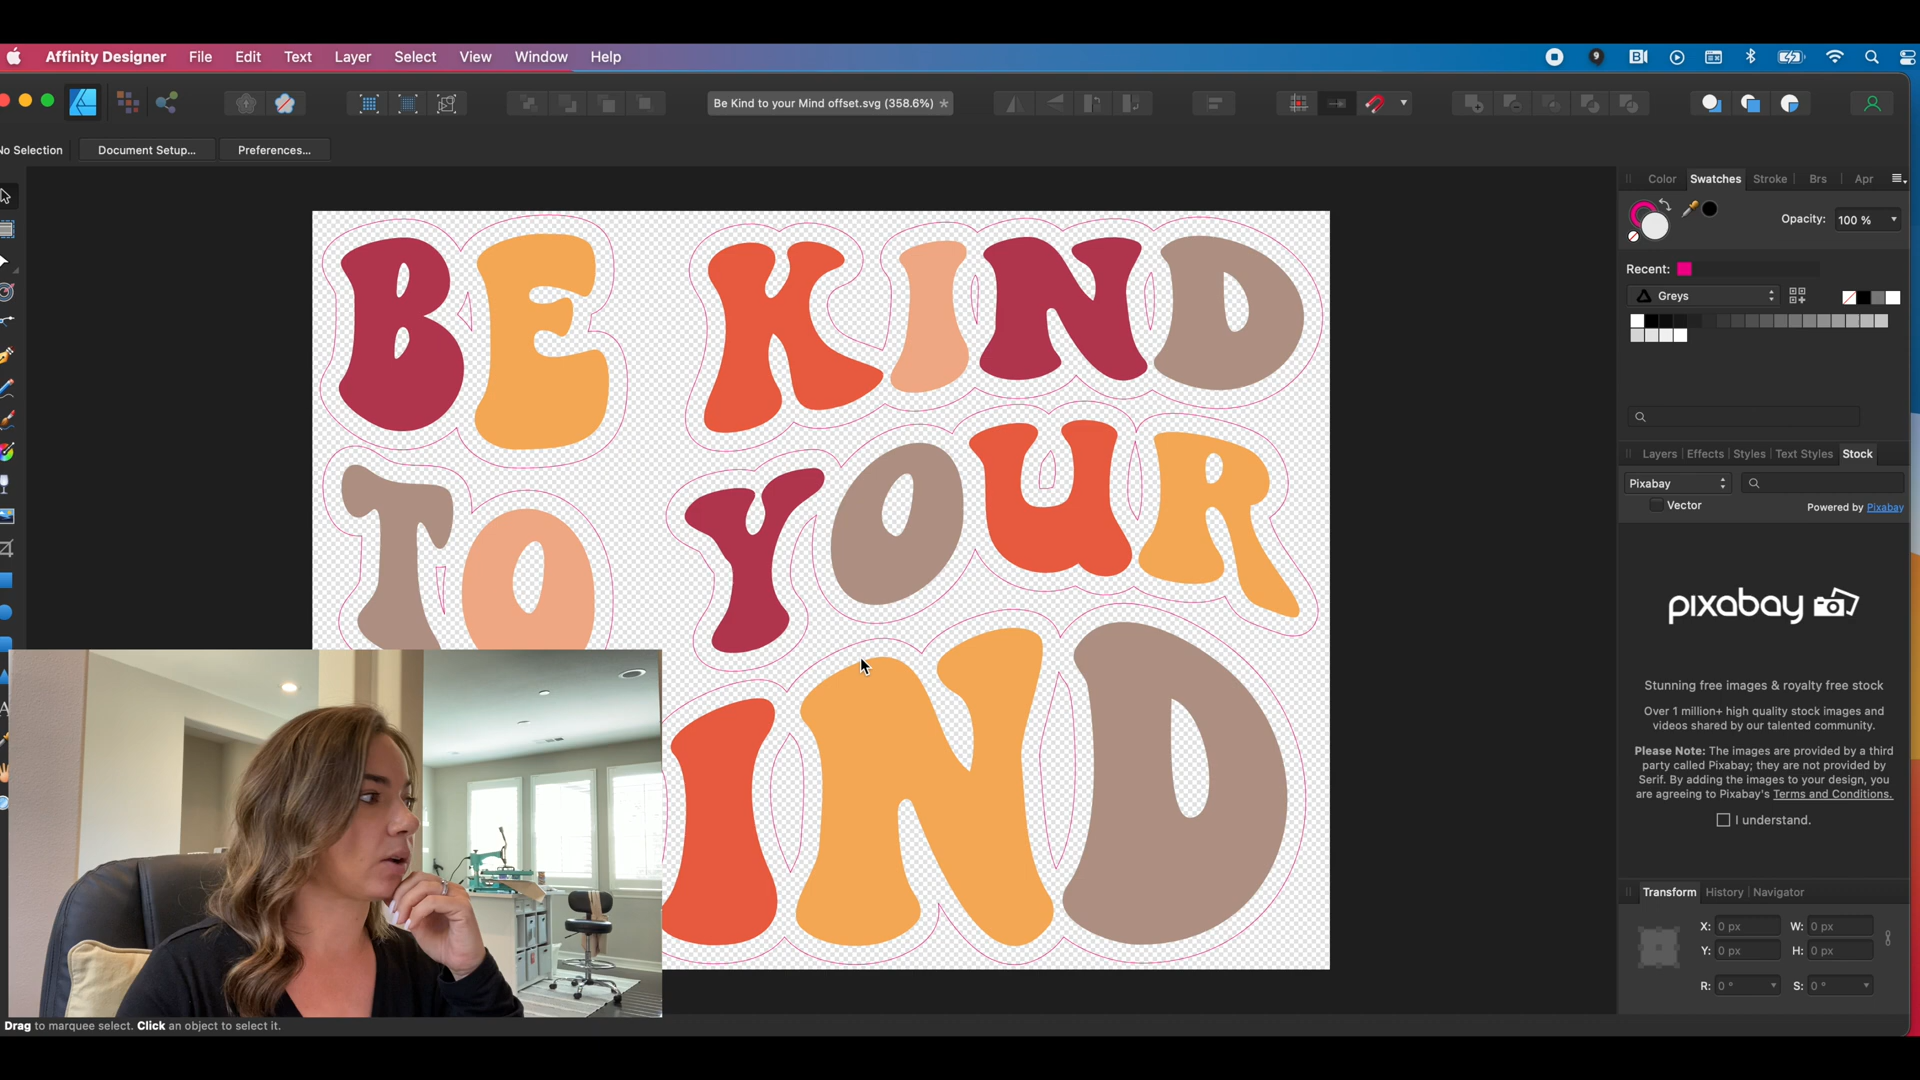 Affinity Designer File Edit Text Layer Select View Window Help
Be Kind to your Mind offset.svg (358.6%) *
No Selection Document Setup... Preferences...
Color Swatches Stroke Brs Apr
Opacity: 100 %
Recent:
Greys
BE KIND
TO YOUR
IND
Layers Effects Styles Text Styles Stock
Pixabay
Vector Powered by Pixabay
pixabay
Stunning free images & royalty free stock
Over 1 million+ high quality stock images and
videos shared by our talented community.
Please Note: The images are provided by a third
party called Pixabay; they are not provided by
Serif. By adding the images to your design, you
are agreeing to Pixabay's Terms and Conditions.
I understand.
Transform History Navigator
X: 0 px W: 0 px
Y: 0 px H: 0 px
R: 0 ° S: 0 °
Drag to marquee select. Click an object to select it.